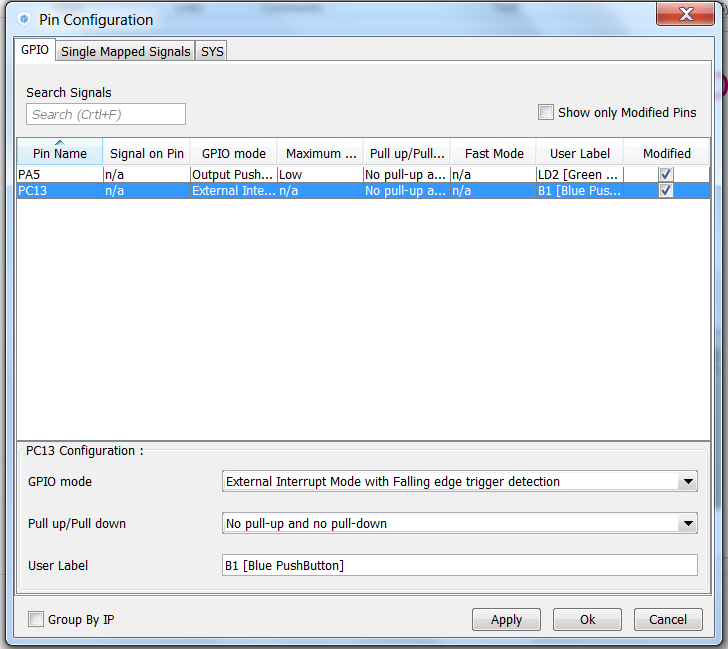 Pin Configuration
GPIO Single Mapped Signals SYS
Search Signals
Search (Crtl+F)
Show only Modified Pins
Pin Name Signal on Pin GPIO mode Maximum ... Pull up/Pull... Fast Mode User Label Modified
PA5 n/a Output Push... Low No pull-up a... n/a LD2 [Green ...
PC13 n/a External Inte... n/a No pull-up a... n/a B1 [Blue Pus...
PC13 Configuration :
GPIO mode External Interrupt Mode with Falling edge trigger detection
Pull up/Pull down No pull-up and no pull-down
User Label B1 [Blue PushButton]
Group By IP Apply Ok Cancel